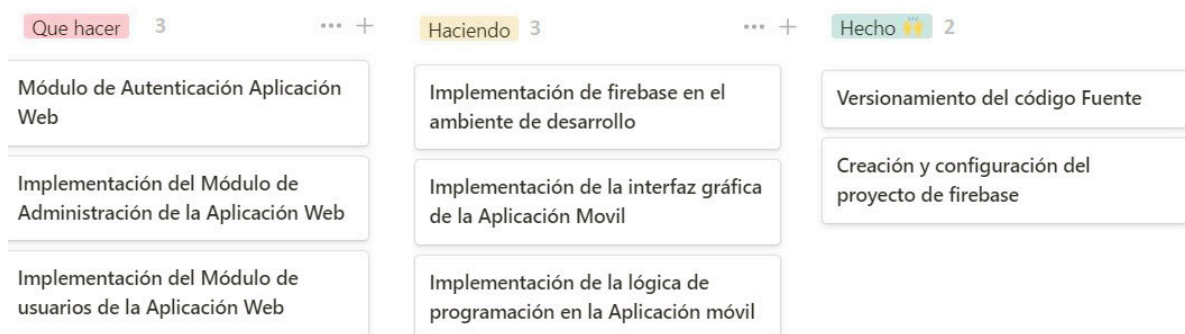 Que hacer 3 ... +
Módulo de Autenticación Aplicación
Web
Implementación del Módulo de
Administración de la Aplicación Web
Implementación del Módulo de
usuarios de la Aplicación Web
Haciendo 3 ... +
Implementación de firebase en el
ambiente de desarrollo
Implementación de la interfaz gráfica
de la Aplicación Movil
Implementación de la lógica de
programación en la Aplicación móvil
Hecho 🙌 2
Versionamiento del código Fuente
Creación y configuración del
proyecto de firebase